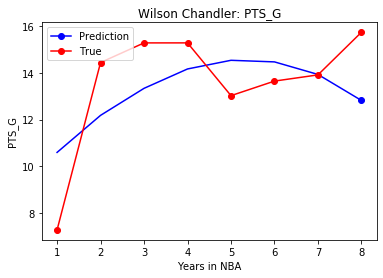 Wilson Chandler: PTS_G
Prediction
True
16
14
12
10
8
PTS_G
1 2 3 4 5 6 7 8
Years in NBA